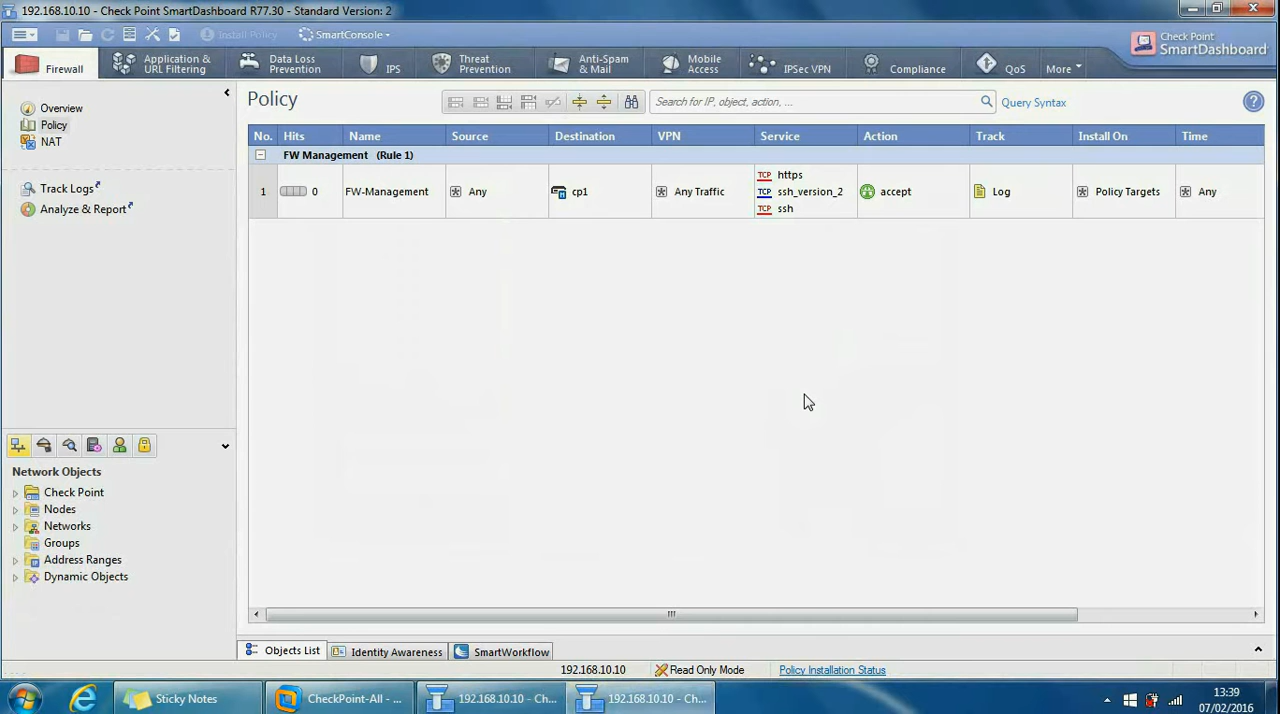 192.168.10.10 - Check Point SmartDashboard R77.30 - Standard Version: 2
Install Policy
SmartConsole
Check Point
SmartDashboard
Firewall
Application &
URL Filtering
Data Loss
Prevention
IPS
Threat
Prevention
Anti-Spam
& Mail
Mobile
Access
IPSec VPN
Compliance
QoS
More
Overview
Policy
NAT
Track Logs
Analyze & Report
Policy
Search for IP, object, action, ...
Query Syntax
No. Hits Name Source Destination VPN Service Action Track Install On Time
FW Management (Rule 1)
1 0 FW-Management Any cp1 Any Traffic TCP https
TCP ssh_version_2
TCP ssh
accept Log Policy Targets Any
Network Objects
Check Point
Nodes
Networks
Groups
Address Ranges
Dynamic Objects
Objects List
Identity Awareness
SmartWorkflow
192.168.10.10
Read Only Mode
Policy Installation Status
Sticky Notes
CheckPoint-All - ...
192.168.10.10 - Ch...
192.168.10.10 - Ch...
13:39
07/02/2016